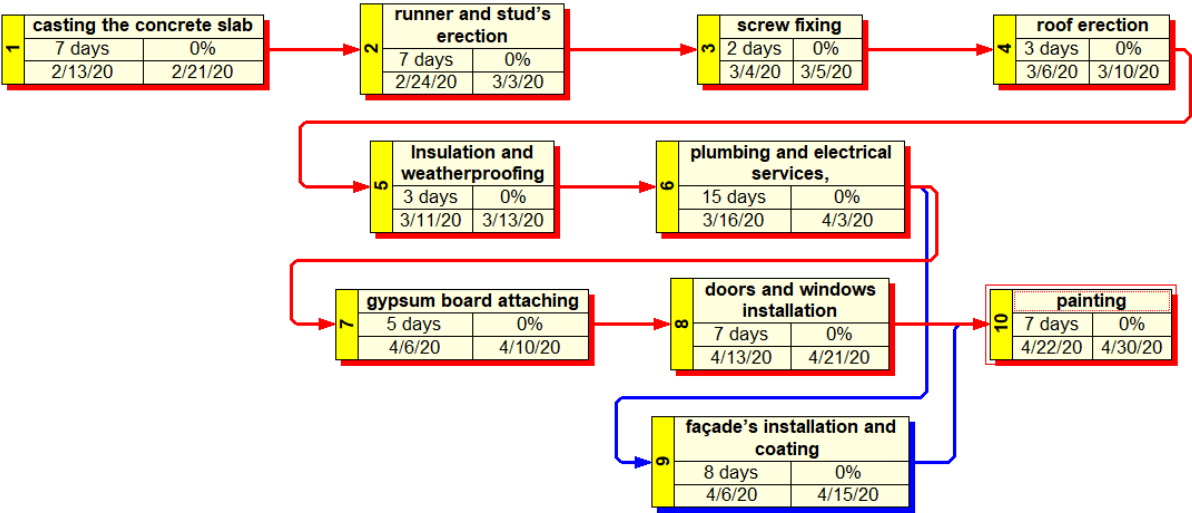 1
casting the concrete slab
7 days 0%
2/13/20 2/21/20
2
runner and stud's
erection
7 days 0%
2/24/20 3/3/20
3
screw fixing
2 days 0%
3/4/20 3/5/20
4
roof erection
3 days 0%
3/6/20 3/10/20
5
Insulation and
weatherproofing
3 days 0%
3/11/20 3/13/20
6
plumbing and electrical
services,
15 days 0%
3/16/20 4/3/20
7
gypsum board attaching
5 days 0%
4/6/20 4/10/20
8
doors and windows
installation
7 days 0%
4/13/20 4/21/20
10
painting
7 days 0%
4/22/20 4/30/20
9
façade's installation and
coating
8 days 0%
4/6/20 4/15/20